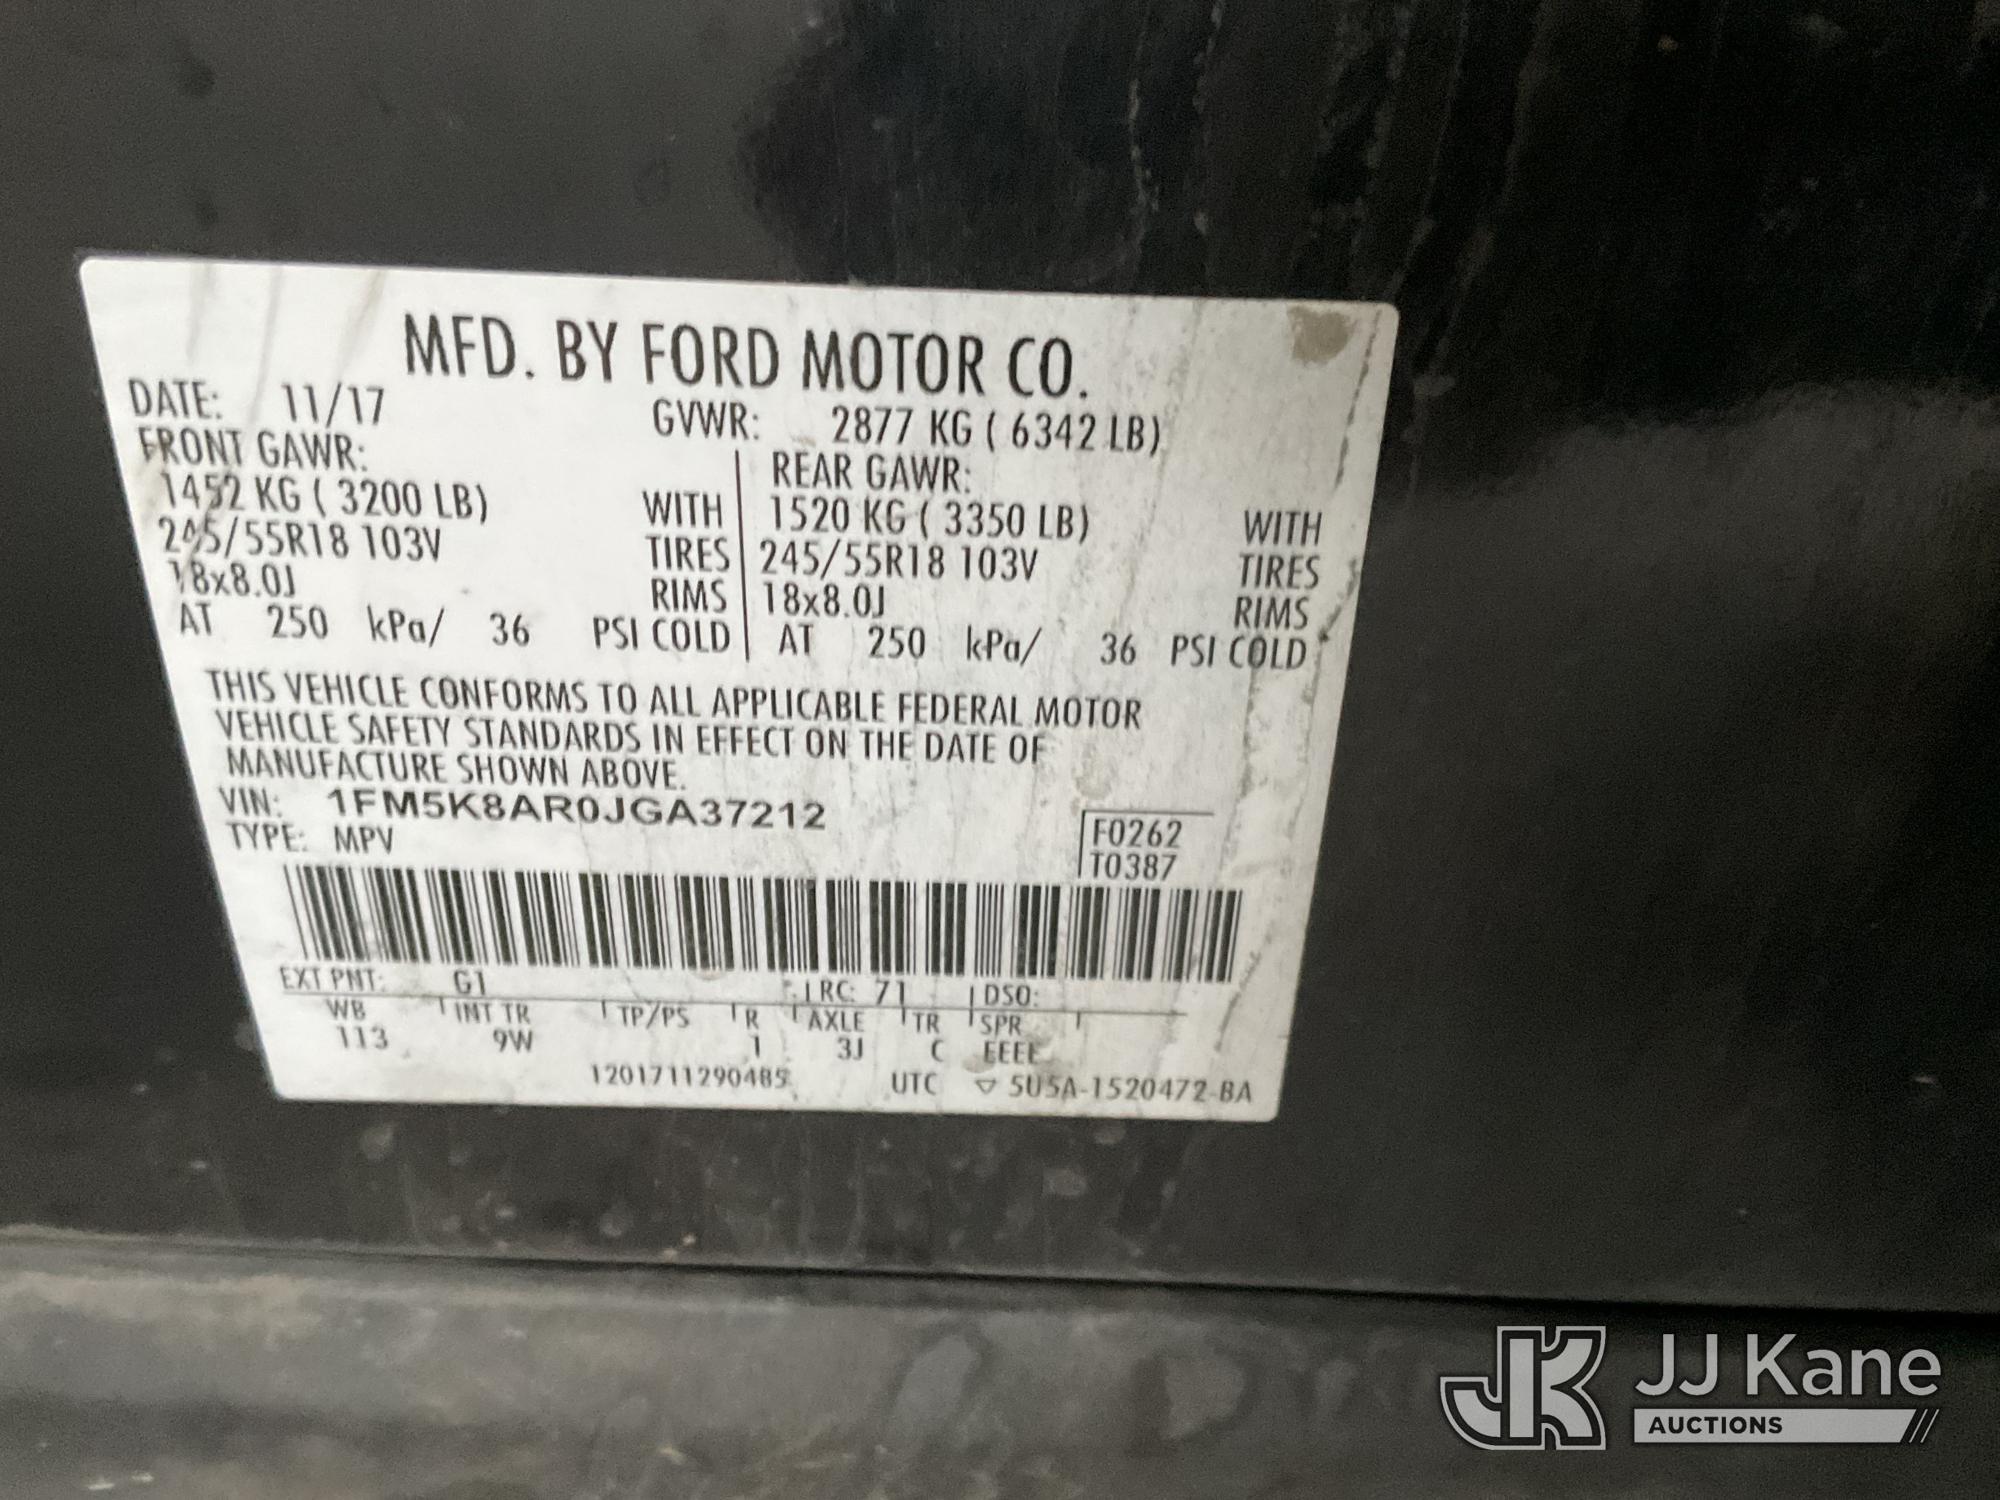 MFD. BY FORD MOTOR CO.
DATE: 11/17 GVWR: 2877 KG ( 6342 LB)
FRONT GAWR: REAR GAWR:
1452 KG ( 3200 LB) WITH 1520 KG ( 3350 LB) WITH
245/55R18 103V TIRES 245/55R18 103V TIRES
18x8.0J RIMS 18x8.0J RIMS
AT 250 kPa/ 36 PSI COLD AT 250 kPa/ 36 PSI COLD
THIS VEHICLE CONFORMS TO ALL APPLICABLE FEDERAL MOTOR
VEHICLE SAFETY STANDARDS IN EFFECT ON THE DATE OF
MANUFACTURE SHOWN ABOVE.
VIN: 1FM5K8AR0JGA37212
TYPE: MPV
F0262
T0387
EXT PNT: G1 RC: 71 DSO:
WB INT TR TP/PS R AXLE TR SPR
113 9W 1 3J C EEEE
1201711290485 UTC ▽ 5U5A-1520472-BA
JK JJ Kane
AUCTIONS